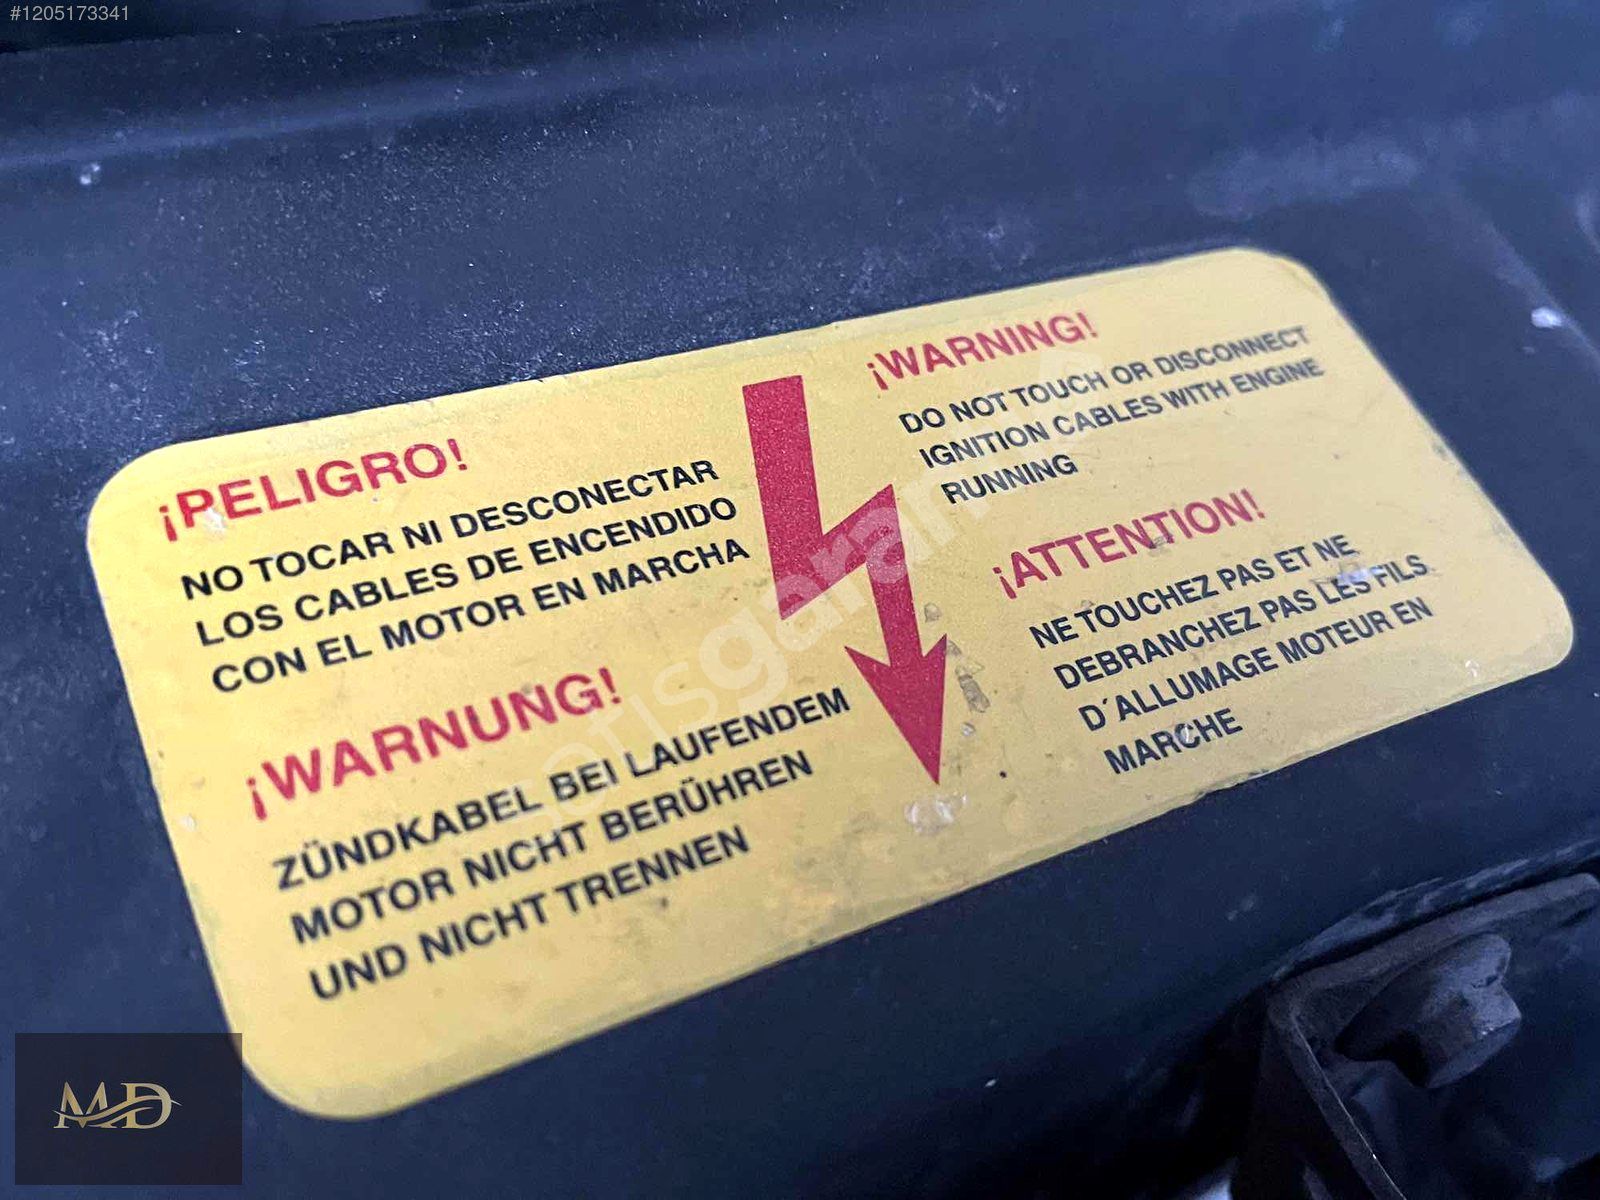 #1205173341
¡PELIGRO!
NO TOCAR NI DESCONECTAR
LOS CABLES DE ENCENDIDO
CON EL MOTOR EN MARCHA
¡WARNUNG!
ZÜNDKABEL BEI LAUFENDEM
MOTOR NICHT BERÜHREN
UND NICHT TRENNEN
¡WARNING!
DO NOT TOUCH OR DISCONNECT
IGNITION CABLES WITH ENGINE
RUNNING
¡ATTENTION!
NE TOUCHEZ PAS ET NE
DEBRANCHEZ PAS LES FILS
D´ALLUMAGE MOTEUR EN
MARCHE
MD